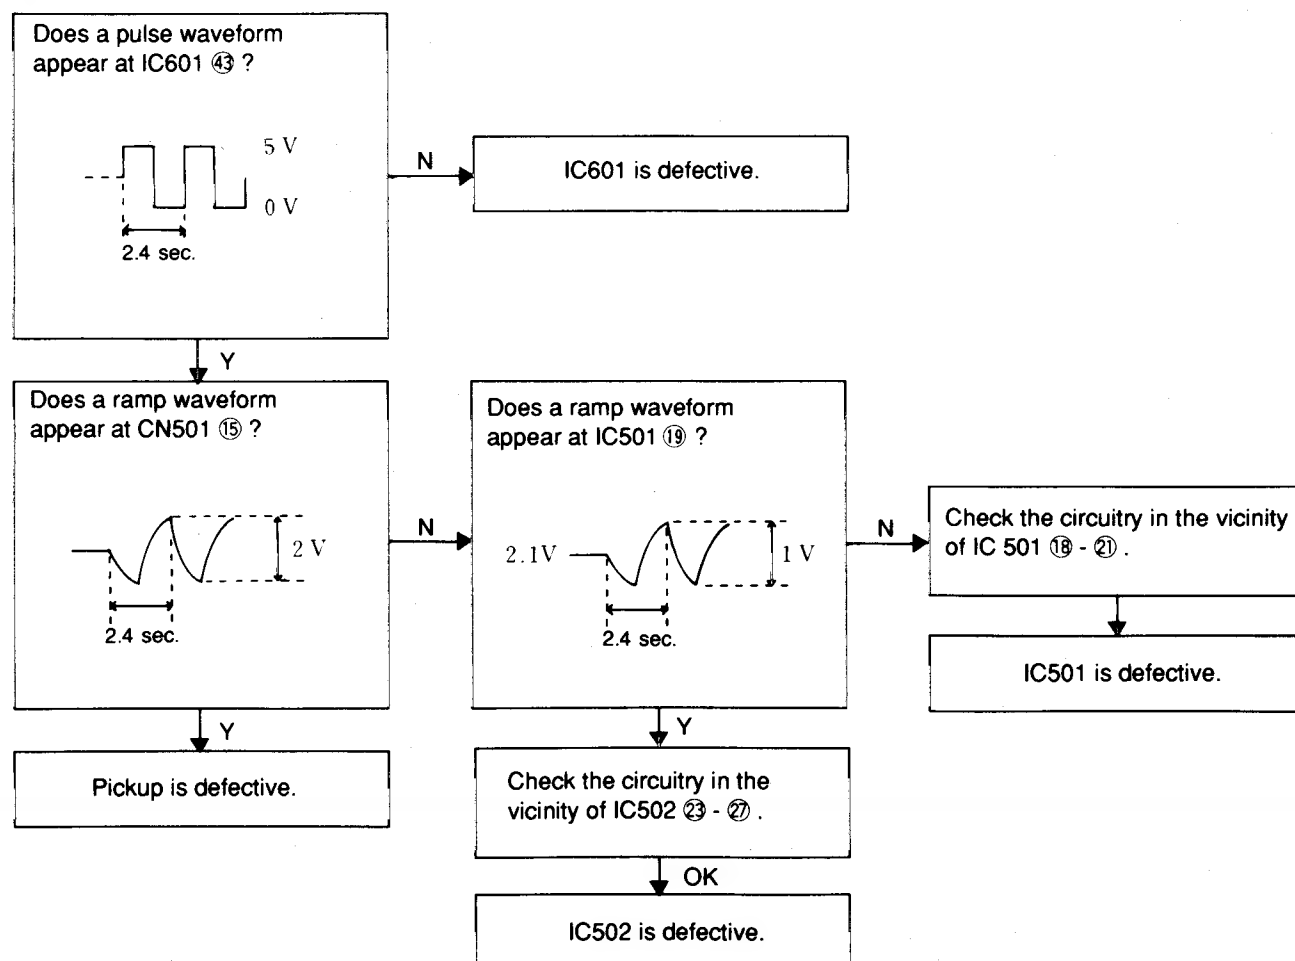 Does a pulse waveform
appear at IC601 ㊸ ?
5 V
0 V
2.4 sec.
N
IC601 is defective.
Y
Does a ramp waveform
appear at CN501 ⑮ ?
2 V
2.4 sec.
N
Does a ramp waveform
appear at IC501 ⑲ ?
2.1V
1 V
2.4 sec.
N
Check the circuitry in the vicinity
of IC 501 ⑱ - ㉑ .
IC501 is defective.
Y
Pickup is defective.
Y
Check the circuitry in the
vicinity of IC502 ㉓ - ㉗ .
OK
IC502 is defective.